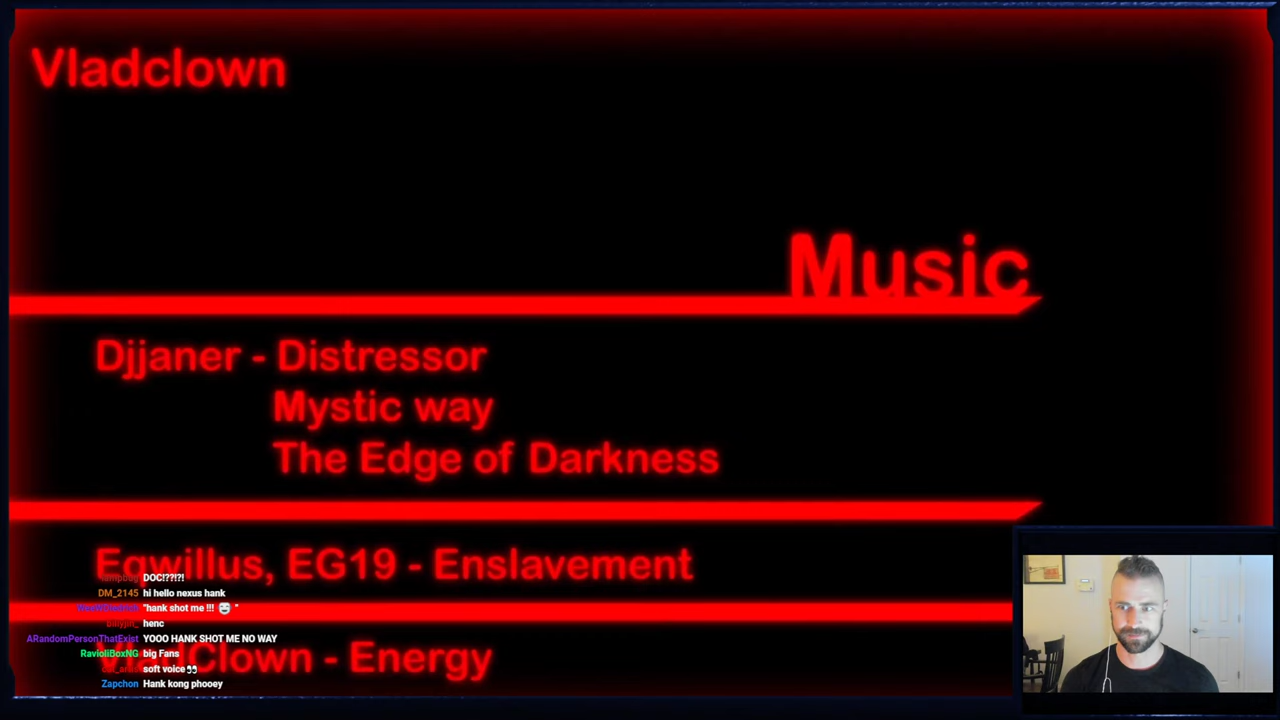 Vladclown
Music
Djjaner - Distressor
Mystic way
The Edge of Darkness
Eqwillus, EG19 - Enslavement
DOC!??!?!
DM_2145 hi hello nexus hank
"hank shot me !!! "
billyjin_ henc
ARandomPersonThatExist YOOO HANK SHOT ME NO WAY
VladClown - Energy
RavioliBoxNG big Fans
soft voice
Zapchon Hank kong phooey